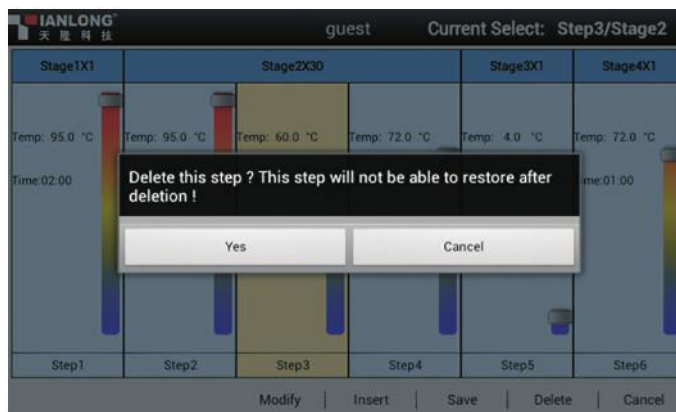 TIANLONG
天隆科技
guest
Current Select: Step3/Stage2
Stage1X1
Stage2X30
Stage3X1
Stage4X1
Temp: 95.0 °C
Temp: 95.0 °C
Temp: 60.0 °C
Temp: 72.0 °C
Temp: 4.0 °C
Temp: 72.0 °C
Time:02:00
me:01:00
Delete this step ? This step will not be able to restore after
deletion !
Yes
Cancel
Step1
Step2
Step3
Step4
Step5
Step6
Modify | Insert | Save | Delete | Cancel